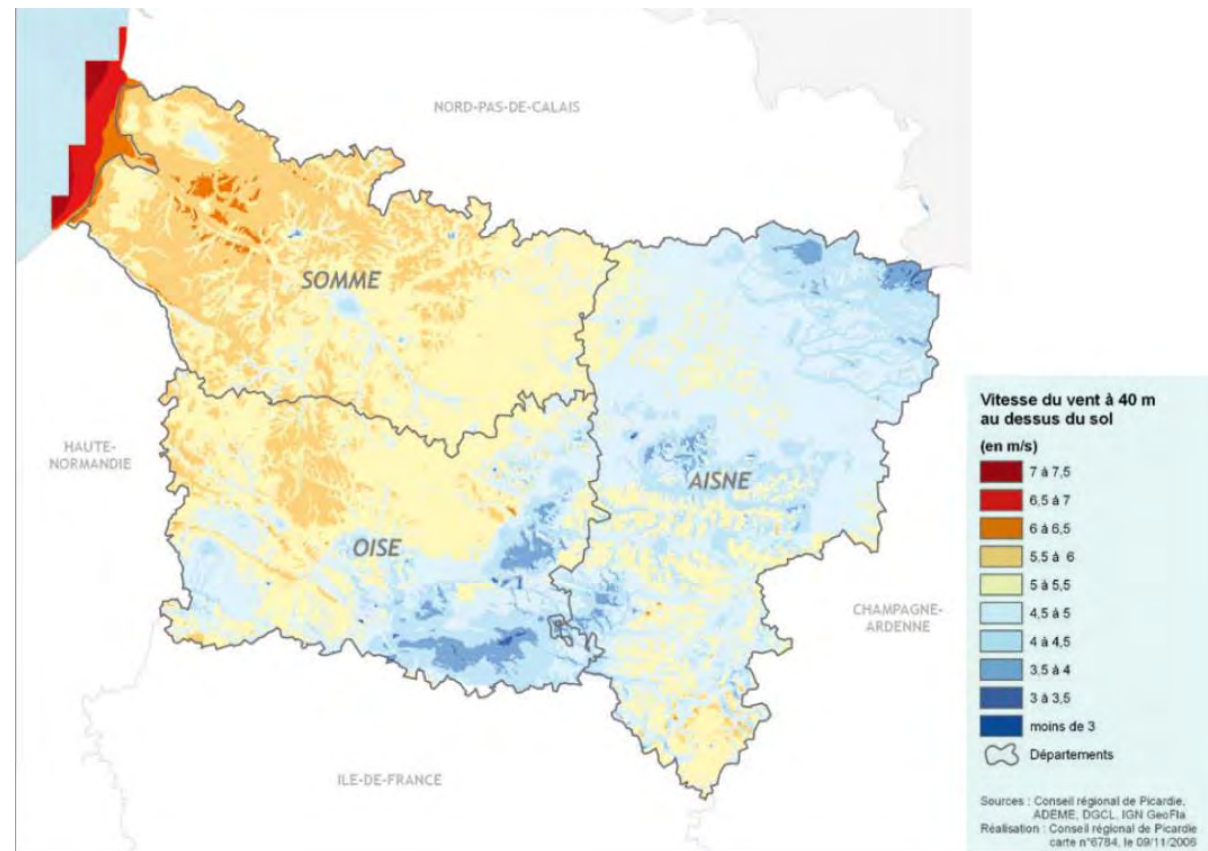 NORD-PAS-DE-CALAIS
SOMME
HAUTE-
NORMANDIE
AISNE
OISE
CHAMPAGNE-
ARDENNE
ILE-DE-FRANCE
Vitesse du vent à 40 m
au dessus du sol
(en m/s)
7 à 7,5
6,5 à 7
6 à 6,5
5,5 à 6
5 à 5,5
4,5 à 5
4 à 4,5
3,5 à 4
3 à 3,5
moins de 3
Départements
Sources : Conseil régional de Picardie,
ADEME, DGCL, IGN GeoFla
Réalisation : Conseil régional de Picardie
carte n°6784, le 09/11/2006